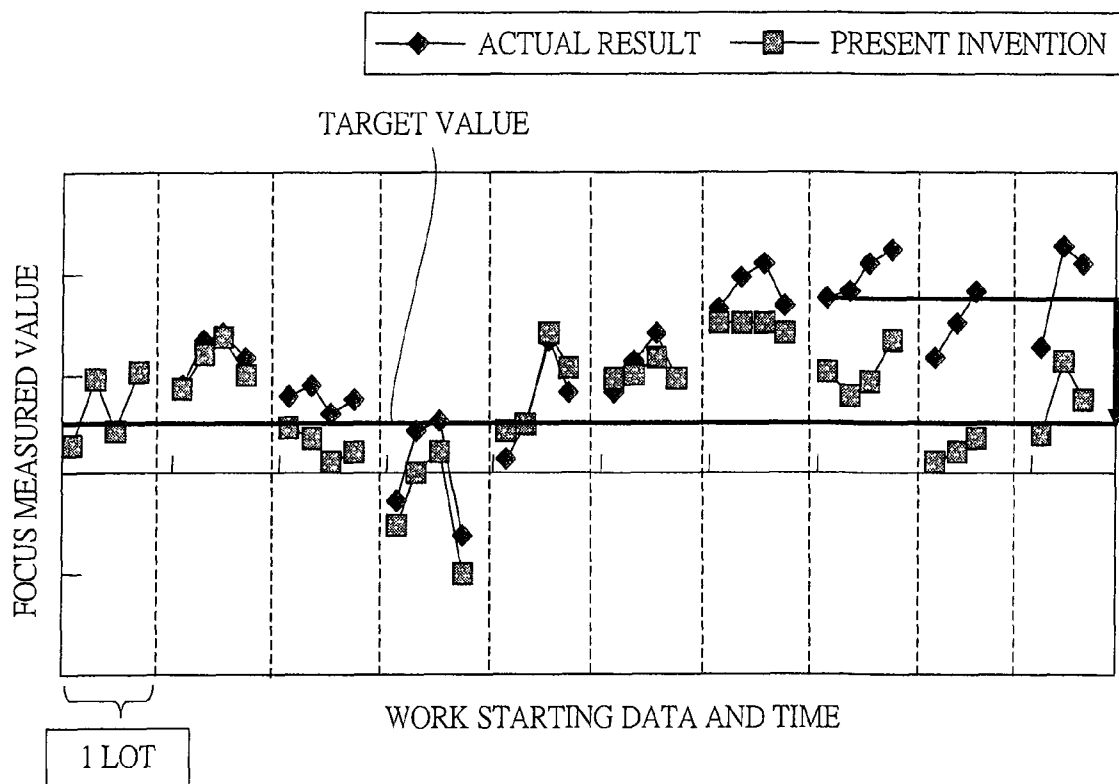 ACTUAL RESULT
PRESENT INVENTION
TARGET VALUE
FOCUS MEASURED VALUE
WORK STARTING DATA AND TIME
1 LOT